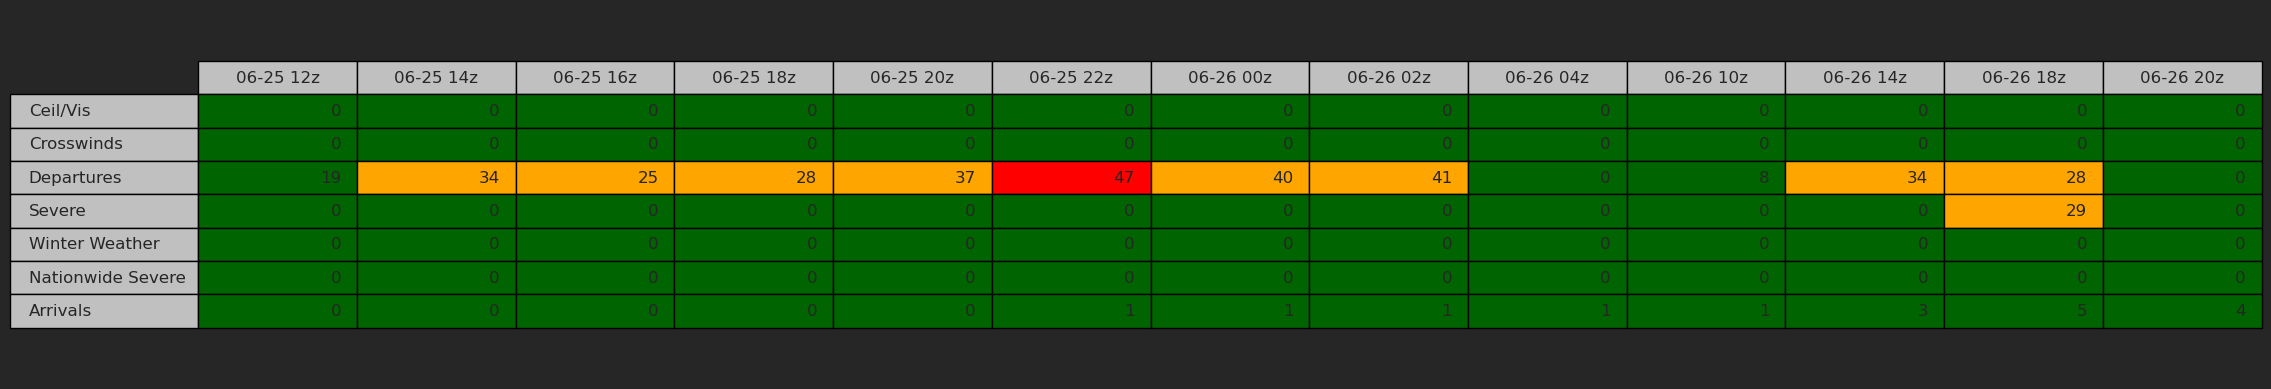 06-25 12z 06-25 14z 06-25 16z 06-25 18z 06-25 20z 06-25 22z 06-26 00z 06-26 02z 06-26 04z 06-26 10z 06-26 14z 06-26 18z 06-26 20z
Ceil/Vis 0 0 0 0 0 0 0 0 0 0 0 0 0
Crosswinds 0 0 0 0 0 0 0 0 0 0 0 0 0
Departures 19 34 25 28 37 47 40 41 0 8 34 28 0
Severe 0 0 0 0 0 0 0 0 0 0 0 29 0
Winter Weather 0 0 0 0 0 0 0 0 0 0 0 0 0
Nationwide Severe 0 0 0 0 0 0 0 0 0 0 0 0 0
Arrivals 0 0 0 0 0 1 1 1 1 1 3 5 4